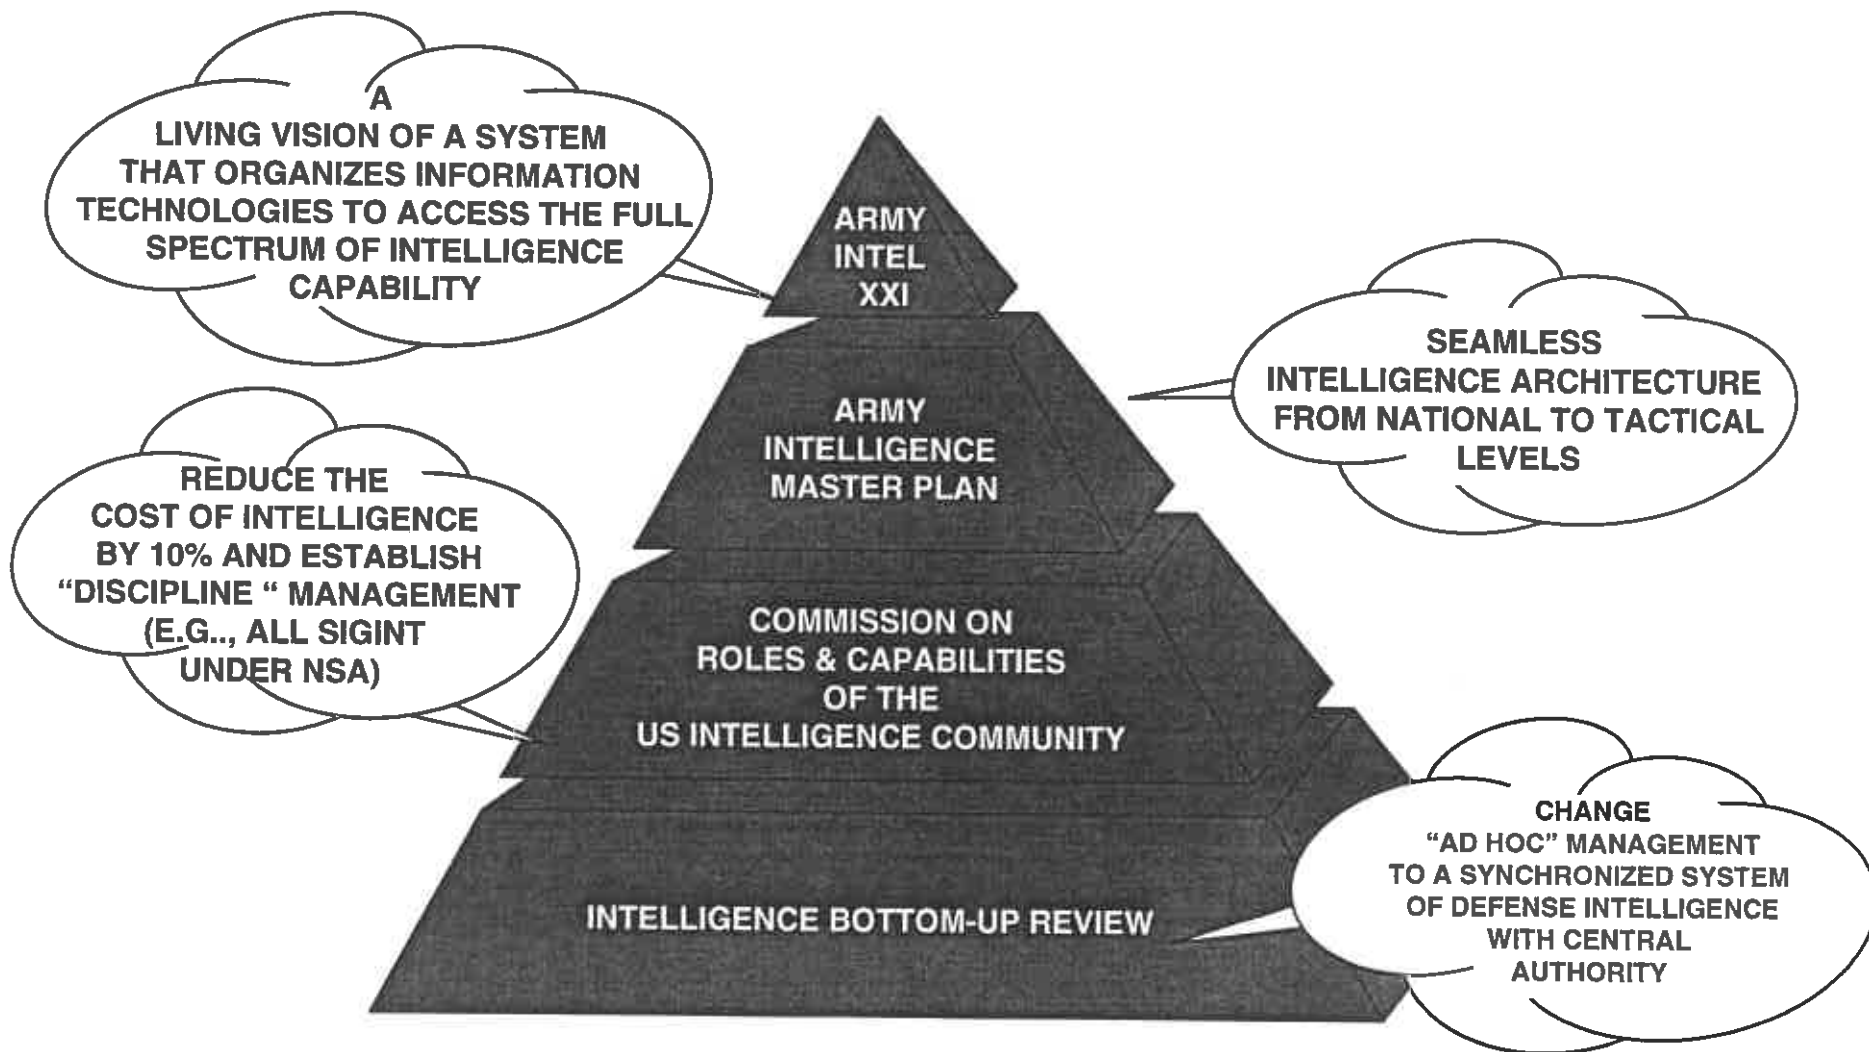 A
LIVING VISION OF A SYSTEM
THAT ORGANIZES INFORMATION
TECHNOLOGIES TO ACCESS THE FULL
SPECTRUM OF INTELLIGENCE
CAPABILITY
ARMY
INTEL
XXI
SEAMLESS
INTELLIGENCE ARCHITECTURE
FROM NATIONAL TO TACTICAL
LEVELS
ARMY
INTELLIGENCE
MASTER PLAN
REDUCE THE
COST OF INTELLIGENCE
BY 10% AND ESTABLISH
“DISCIPLINE “ MANAGEMENT
(E.G.., ALL SIGINT
UNDER NSA)
COMMISSION ON
ROLES & CAPABILITIES
OF THE
US INTELLIGENCE COMMUNITY
CHANGE
“AD HOC” MANAGEMENT
TO A SYNCHRONIZED SYSTEM
OF DEFENSE INTELLIGENCE
WITH CENTRAL
AUTHORITY
INTELLIGENCE BOTTOM-UP REVIEW